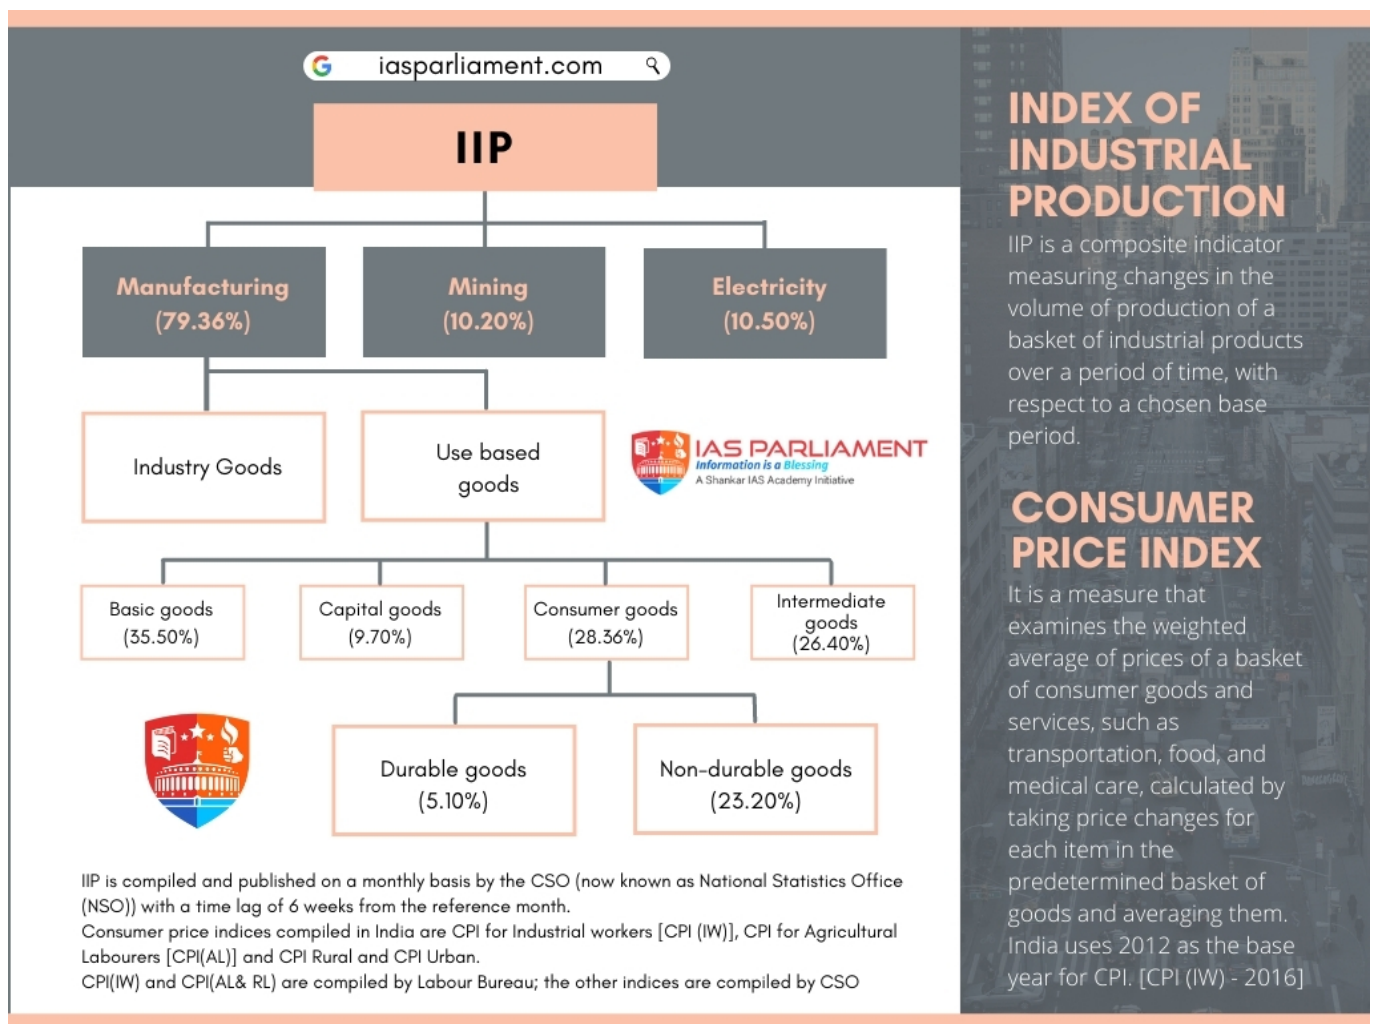 iasparliament.com
IIP
Manufacturing
(79.36%)
Mining
(10.20%)
Electricity
(10.50%)
Industry Goods
Use based
goods
IAS PARLIAMENT
Information is a Blessing
A Shankar IAS Academy Initiative
Basic goods
(35.50%)
Capital goods
(9.70%)
Consumer goods
(28.36%)
Intermediate
goods
(26.40%)
Durable goods
(5.10%)
Non-durable goods
(23.20%)
IIP is compiled and published on a monthly basis by the CSO (now known as National Statistics Office
(NSO)) with a time lag of 6 weeks from the reference month.
Consumer price indices compiled in India are CPI for Industrial workers [CPI (IW)], CPI for Agricultural
Labourers [CPI(AL)] and CPI Rural and CPI Urban.
CPI(IW) and CPI(AL& RL) are compiled by Labour Bureau; the other indices are compiled by CSO
INDEX OF
INDUSTRIAL
PRODUCTION
IIP is a composite indicator
measuring changes in the
volume of production of a
basket of industrial products
over a period of time, with
respect to a chosen base
period.
CONSUMER
PRICE INDEX
It is a measure that
examines the weighted
average of prices of a basket
of consumer goods and
services, such as
transportation, food, and
medical care, calculated by
taking price changes for
each item in the
predetermined basket of
goods and averaging them.
India uses 2012 as the base
year for CPI. [CPI (IW) - 2016]